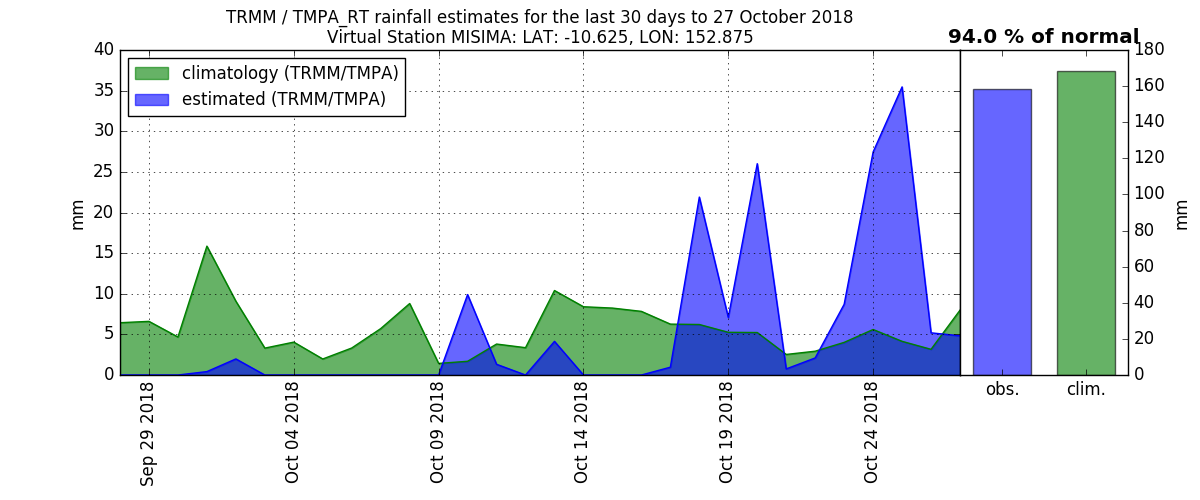 TRMM / TMPA_RT rainfall estimates for the last 30 days to 27 October 2018
Virtual Station MISIMA: LAT: -10.625, LON: 152.875
94.0 % of normal
climatology (TRMM/TMPA)
estimated (TRMM/TMPA)
mm
40
35
30
25
20
15
10
5
0
Sep 29 2018
Oct 04 2018
Oct 09 2018
Oct 14 2018
Oct 19 2018
Oct 24 2018
obs.
clim.
180
160
140
120
100
80
60
40
20
0
mm